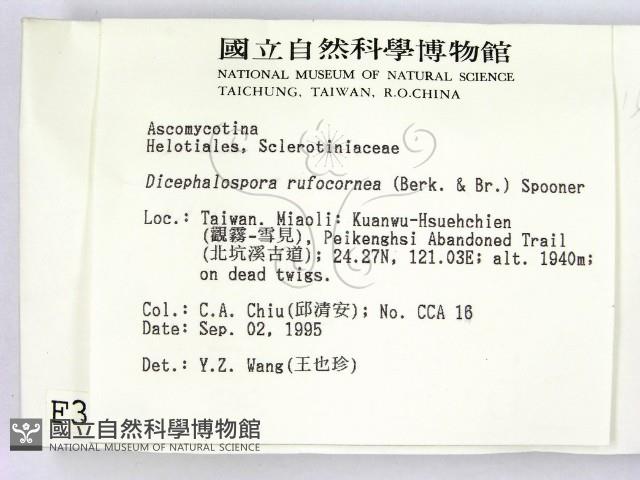 國立自然科學博物館
NATIONAL MUSEUM OF NATURAL SCIENCE
TAICHUNG, TAIWAN, R.O.CHINA
Ascomycotina
Helotiales, Sclerotiniaceae
Dicephalospora rufocornea (Berk. & Br.) Spooner
Loc.: Taiwan. Miaoli: Kuanwu-Hsuehchien
(觀霧-雪見), Peikenghsi Abandoned Trail
(北坑溪古道); 24.27N, 121.03E; alt. 1940m;
on dead twigs.
Col.: C.A. Chiu(邱清安); No. CCA 16
Date: Sep. 02, 1995
Det.: Y.Z. Wang(王也珍)
國立自然科學博物館
NATIONAL MUSEUM OF NATURAL SCIENCE